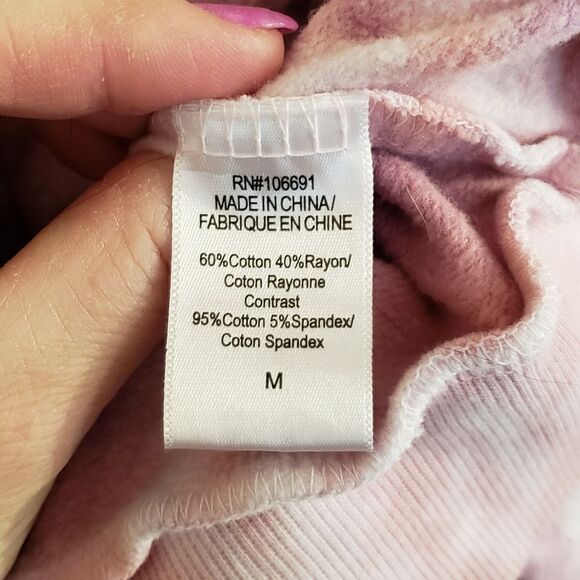 RN#106691
MADE IN CHINA/
FABRIQUE EN CHINE
60%Cotton 40%Rayon/
Coton Rayonne
Contrast
95%Cotton 5%Spandex/
Coton Spandex
M